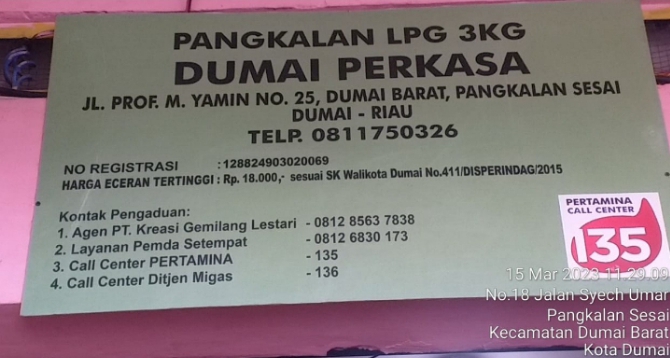 PANGKALAN LPG 3KG
DUMAI PERKASA
JL. PROF. M. YAMIN NO. 25, DUMAI BARAT, PANGKALAN SESAI
DUMAI - RIAU
TELP. 0811750326
NO REGISTRASI : 128824903020069
HARGA ECERAN TERTINGGI : Rp. 18.000,- sesuai SK Walikota Dumai No.411/DISPERINDAG/2015
Kontak Pengaduan:
1. Agen PT. Kreasi Gemilang Lestari - 0812 8563 7838
2. Layanan Pemda Setempat - 0812 6830 173
3. Call Center PERTAMINA - 135
4. Call Center Ditjen Migas - 136
PERTAMINA
CALL CENTER
135
15 Mar 2023 11.29.09
No.18 Jalan Syech Umar
Pangkalan Sesai
Kecamatan Dumai Barat
Kota Dumai